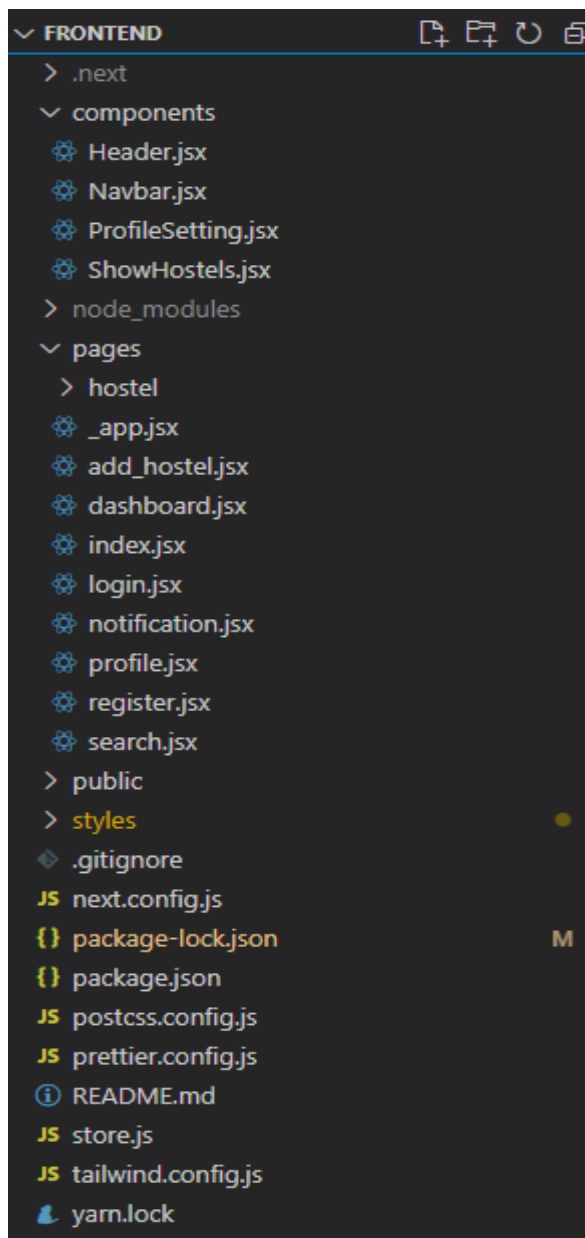 FRONTEND
.next
components
Header.jsx
Navbar.jsx
ProfileSetting.jsx
ShowHostels.jsx
node_modules
pages
hostel
_app.jsx
add_hostel.jsx
dashboard.jsx
index.jsx
login.jsx
notification.jsx
profile.jsx
register.jsx
search.jsx
public
styles
.gitignore
JS next.config.js
{} package-lock.json M
{} package.json
JS postcss.config.js
JS prettier.config.js
README.md
JS store.js
JS tailwind.config.js
yarn.lock